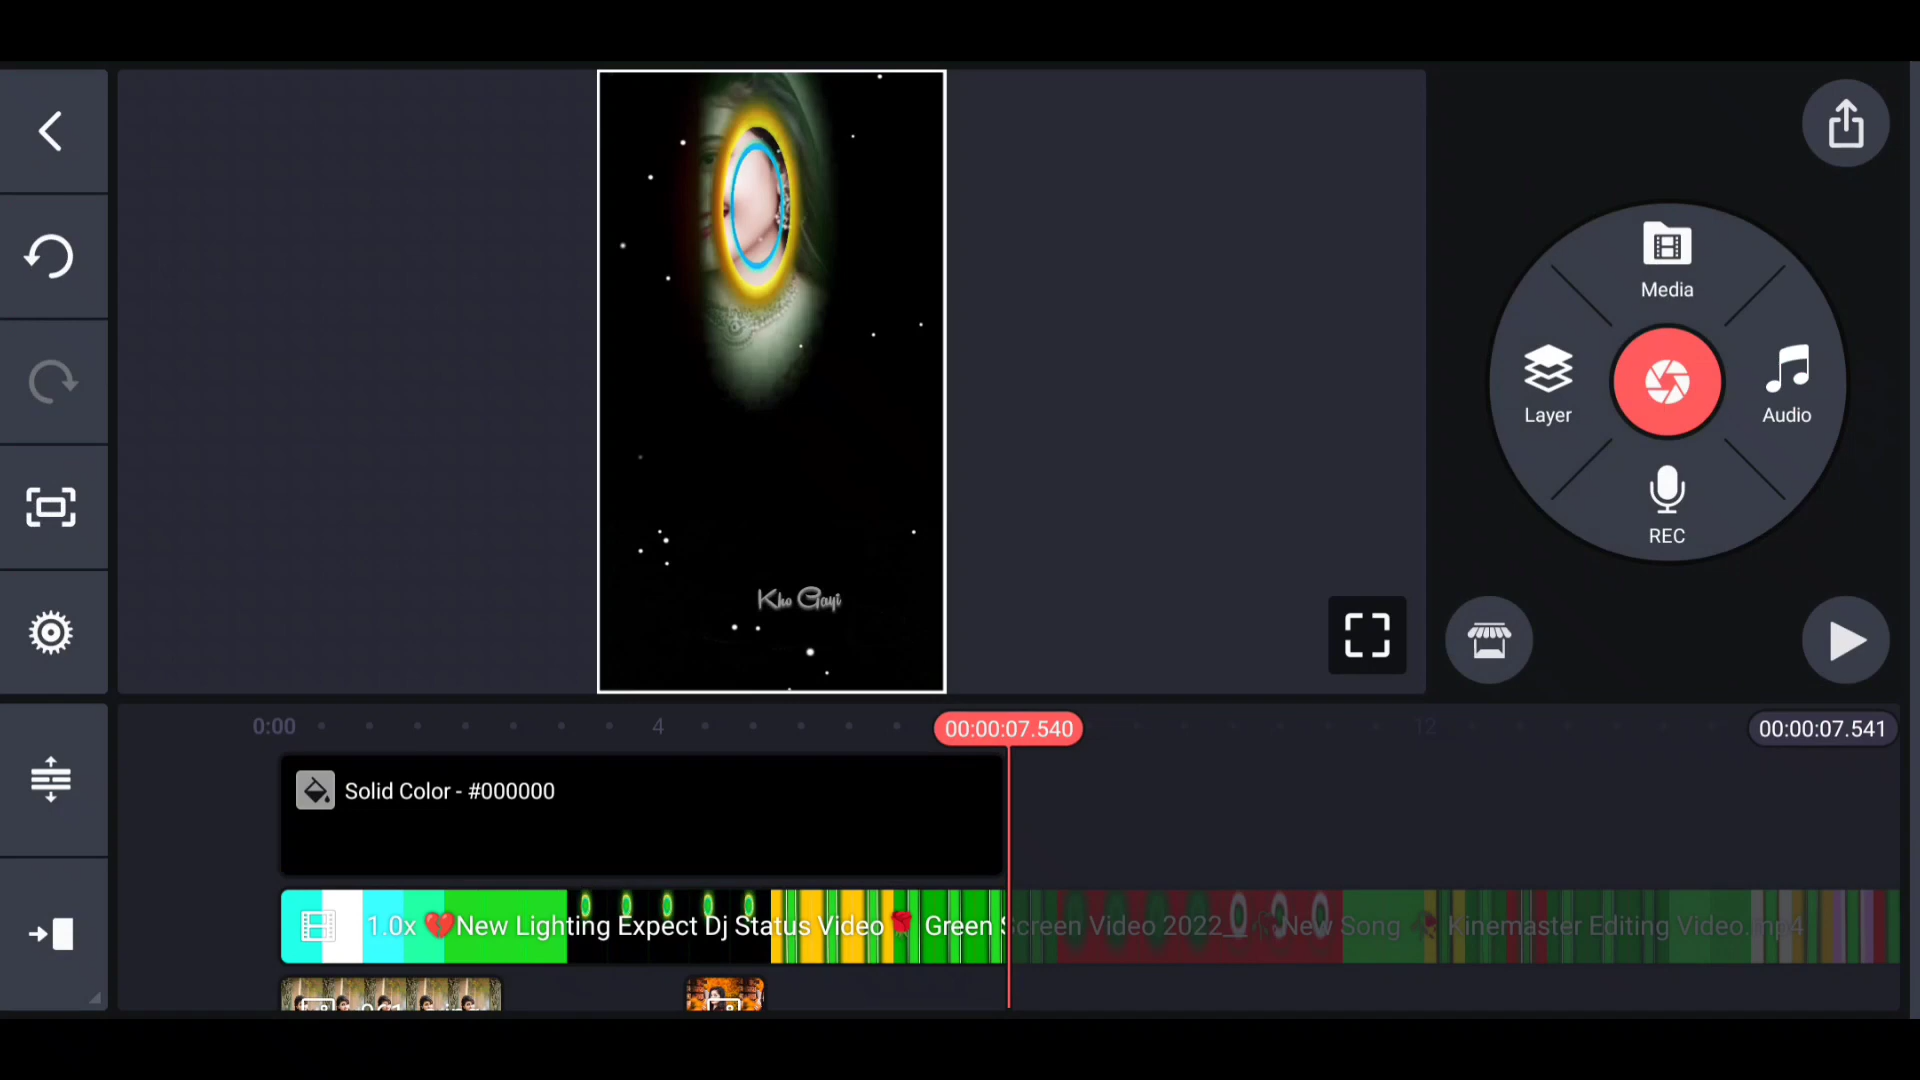 Media
Layer
Audio
REC
Kho Gayi
0:00
4
00:00:07.540
12
00:00:07.541
Solid Color - #000000
1.0x 💔New Lighting Expect Dj Status Video🌹 Green Screen Video 2022__🥀New Song 🥀 Kinemaster Editing Video.mp4